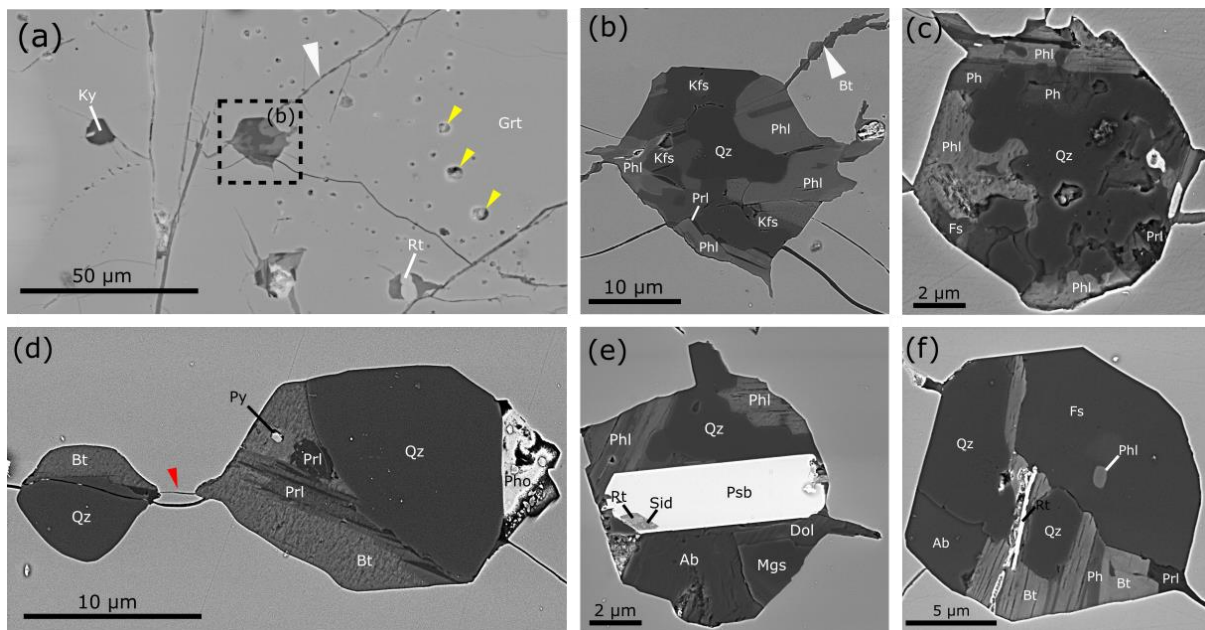 (a)
Ky
(b)
Grt
Rt
50 µm
(b)
Kfs
Bt
Phl
Kfs
Qz
Phl
Phl
Prl
Kfs
Phl
10 µm
(c)
Phl
Ph
Ph
Phl
Qz
Fs
Prl
Phl
2 µm
(d)
Py
Bt
Prl
Qz
Prl
Pho.
Qz
Bt
10 µm
(e)
Phl
Phl
Qz
Rt
Sid
Psb
Dol
Ab
Mgs
2 µm
(f)
Fs
Qz
Phl
Rt
Qz
Ab
Ph
Bt
Prl
Bt
5 µm